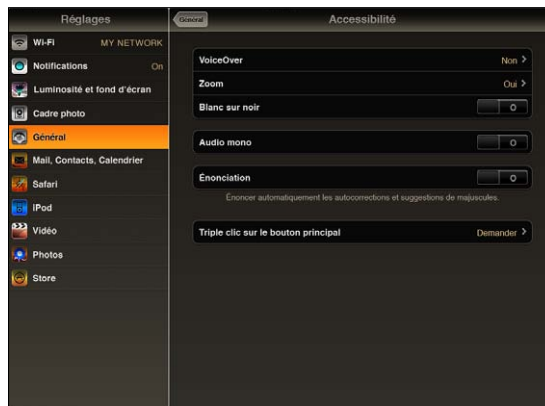 Réglages
Général
Accessibilité
Wi-Fi MY NETWORK
Notifications On
Luminosité et fond d'écran
Cadre photo
Général
Mail, Contacts, Calendrier
Safari
iPod
Vidéo
Photos
Store
VoiceOver Non
Zoom Oui
Blanc sur noir O
Audio mono O
Énonciation O
Énoncer automatiquement les autocorrections et suggestions de majuscules.
Triple clic sur le bouton principal Demander